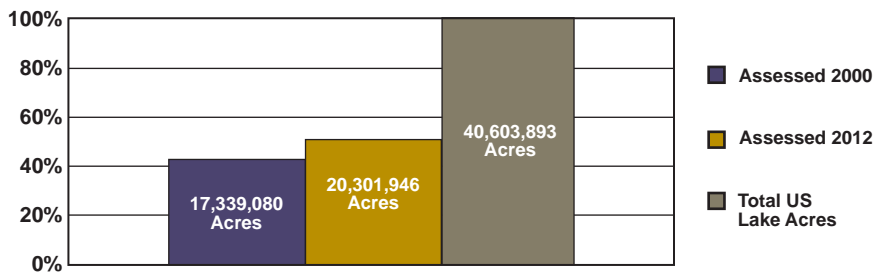 100%
80%
60%
40%
20%
0%
17,339,080
Acres
20,301,946
Acres
40,603,893
Acres
Assessed 2000
Assessed 2012
Total US
Lake Acres